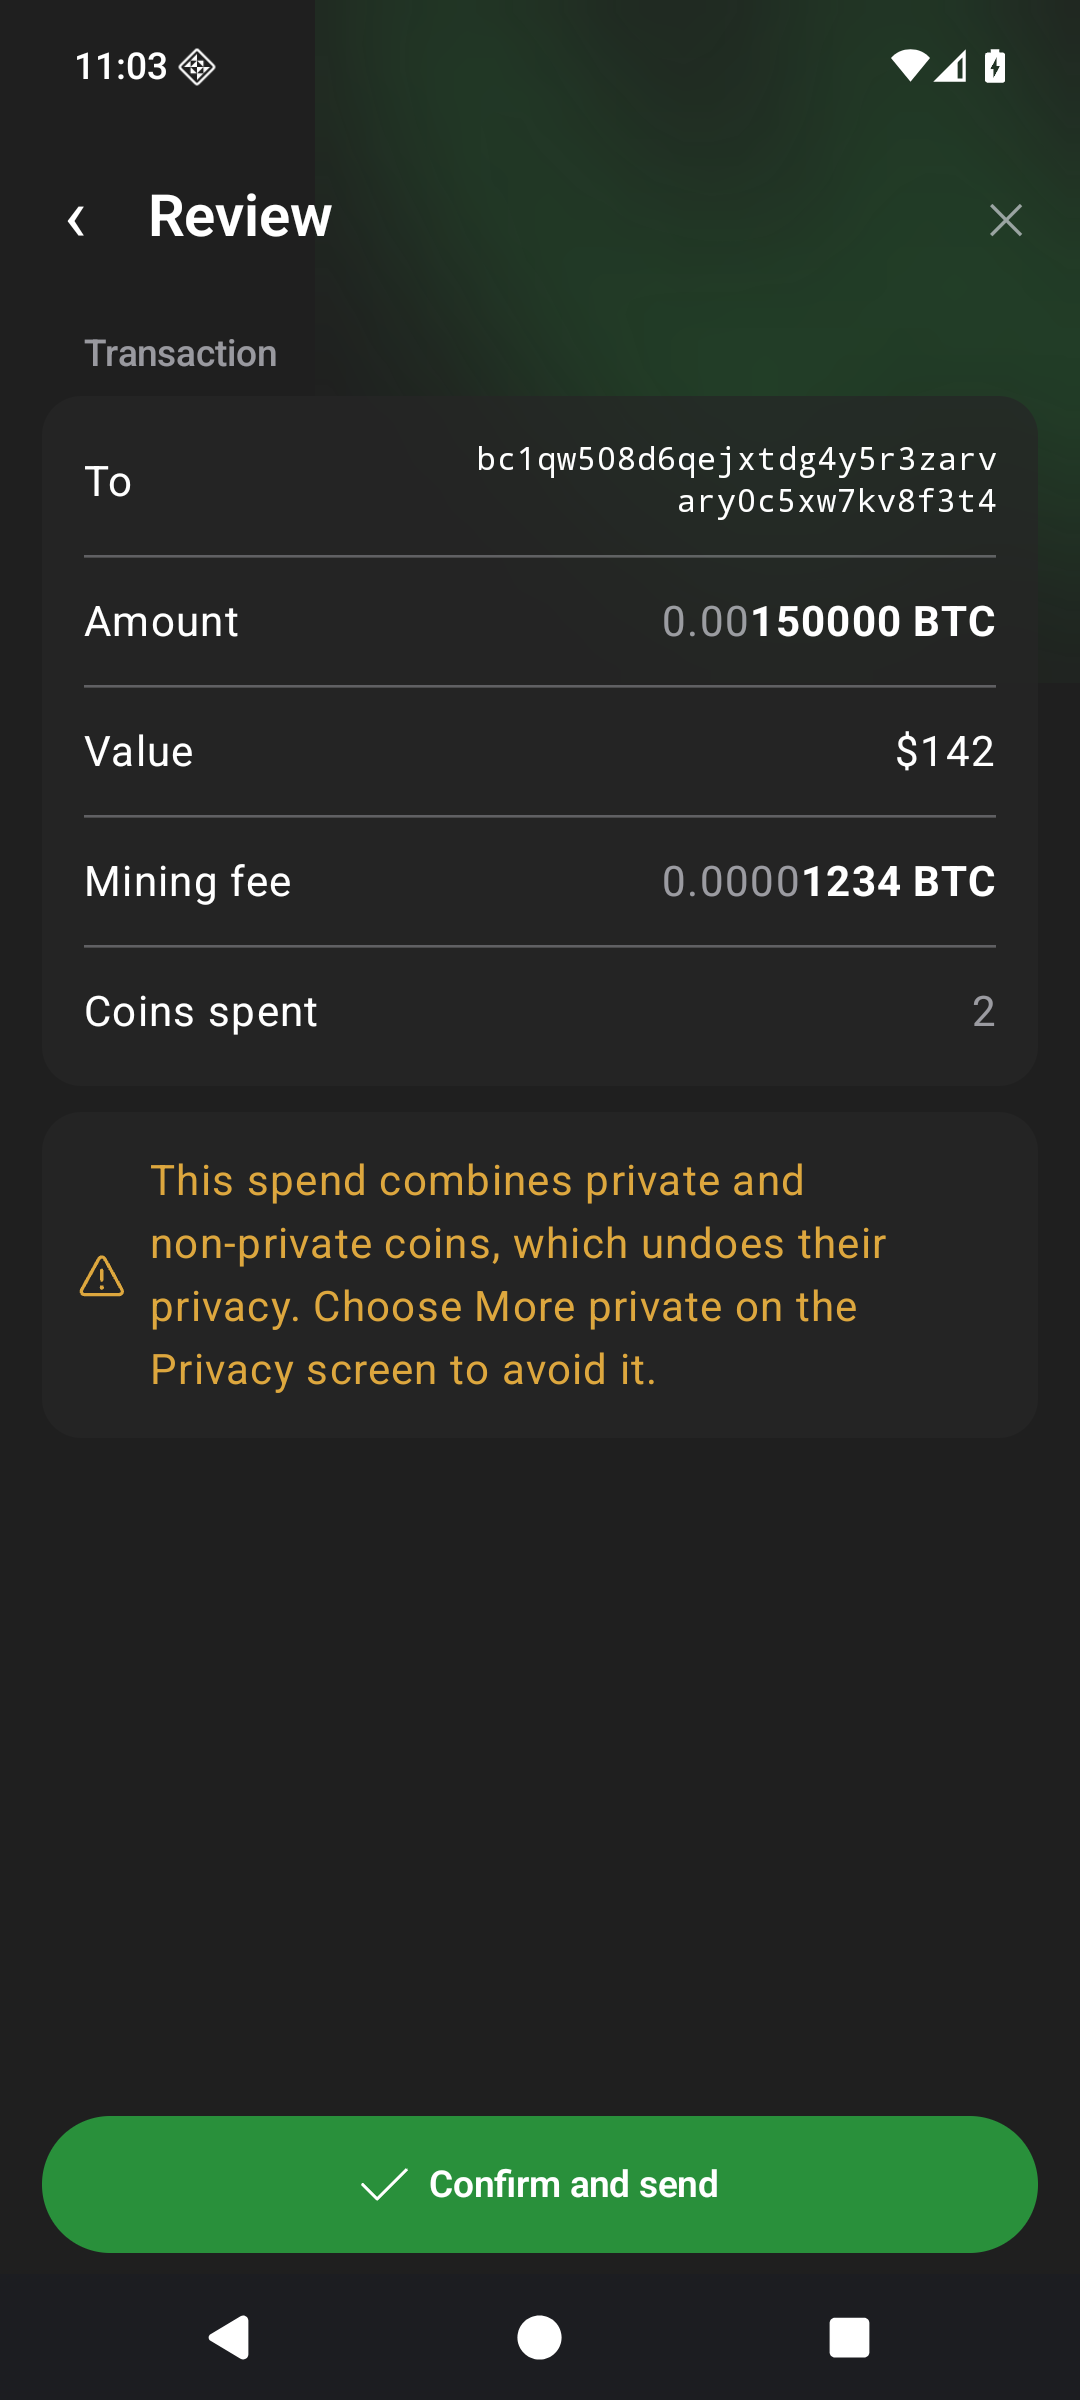 11:03
Review
Transaction
To
bc1qw508d6qejxtdg4y5r3zarv
ary0c5xw7kv8f3t4
Amount
0.00150000 BTC
Value
$142
Mining fee
0.00001234 BTC
Coins spent
2
This spend combines private and
non-private coins, which undoes their
privacy. Choose More private on the
Privacy screen to avoid it.
Confirm and send